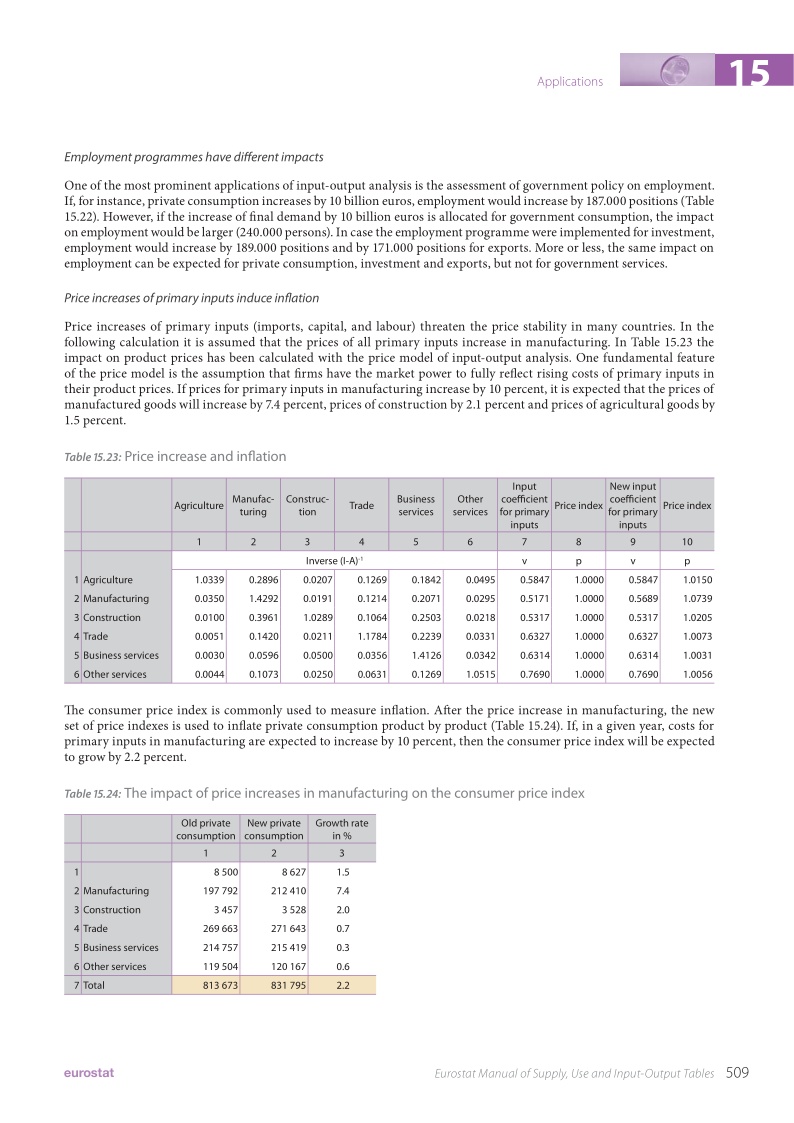 Applications
15
Employment programmes have different impacts
One of the most prominent applications of input-output analysis is the assessment of government policy on employment.
If, for instance, private consumption increases by 10 billion euros, employment would increase by 187.000 positions (Table
15.22). However, if the increase of final demand by 10 billion euros is allocated for government consumption, the impact
on employment would be larger (240.000 persons). In case the employment programme were implemented for investment,
employment would increase by 189.000 positions and by 171.000 positions for exports. More or less, the same impact on
employment can be expected for private consumption, investment and exports, but not for government services.
Price increases of primary inputs induce inflation
Price increases of primary inputs (imports, capital, and labour) threaten the price stability in many countries. In the
following calculation it is assumed that the prices of all primary inputs increase in manufacturing. In Table 15.23 the
impact on product prices has been calculated with the price model of input-output analysis. One fundamental feature
of the price model is the assumption that firms have the market power to fully reflect rising costs of primary inputs in
their product prices. If prices for primary inputs in manufacturing increase by 10 percent, it is expected that the prices of
manufactured goods will increase by 7.4 percent, prices of construction by 2.1 percent and prices of agricultural goods by
1.5 percent.
Table 15.23: Price increase and inflation
Agriculture Manufac- Construc- Trade Business Other Input Price index New input Price index
turing tion services services coefficient coefficient
for primary for primary
inputs inputs
1 2 3 4 5 6 7 8 9 10
Inverse (I-A)-1 v p v p
1 Agriculture 1.0339 0.2896 0.0207 0.1269 0.1842 0.0495 0.5847 1.0000 0.5847 1.0150
2 Manufacturing 0.0350 1.4292 0.0191 0.1214 0.2071 0.0295 0.5171 1.0000 0.5689 1.0739
3 Construction 0.0100 0.3961 1.0289 0.1064 0.2503 0.0218 0.5317 1.0000 0.5317 1.0205
4 Trade 0.0051 0.1420 0.0211 1.1784 0.2239 0.0331 0.6327 1.0000 0.6327 1.0073
5 Business services 0.0030 0.0596 0.0500 0.0356 1.4126 0.0342 0.6314 1.0000 0.6314 1.0031
6 Other services 0.0044 0.1073 0.0250 0.0631 0.1269 1.0515 0.7690 1.0000 0.7690 1.0056
The consumer price index is commonly used to measure inflation. After the price increase in manufacturing, the new
set of price indexes is used to inflate private consumption product by product (Table 15.24). If, in a given year, costs for
primary inputs in manufacturing are expected to increase by 10 percent, then the consumer price index will be expected
to grow by 2.2 percent.
Table 15.24: The impact of price increases in manufacturing on the consumer price index
Old private New private Growth rate
consumption consumption in %
1 2 3
1 8 500 8 627 1.5
2 Manufacturing 197 792 212 410 7.4
3 Construction 3 457 3 528 2.0
4 Trade 269 663 271 643 0.7
5 Business services 214 757 215 419 0.3
6 Other services 119 504 120 167 0.6
7 Total 813 673 831 795 2.2
eurostat
Eurostat Manual of Supply, Use and Input-Output Tables 509